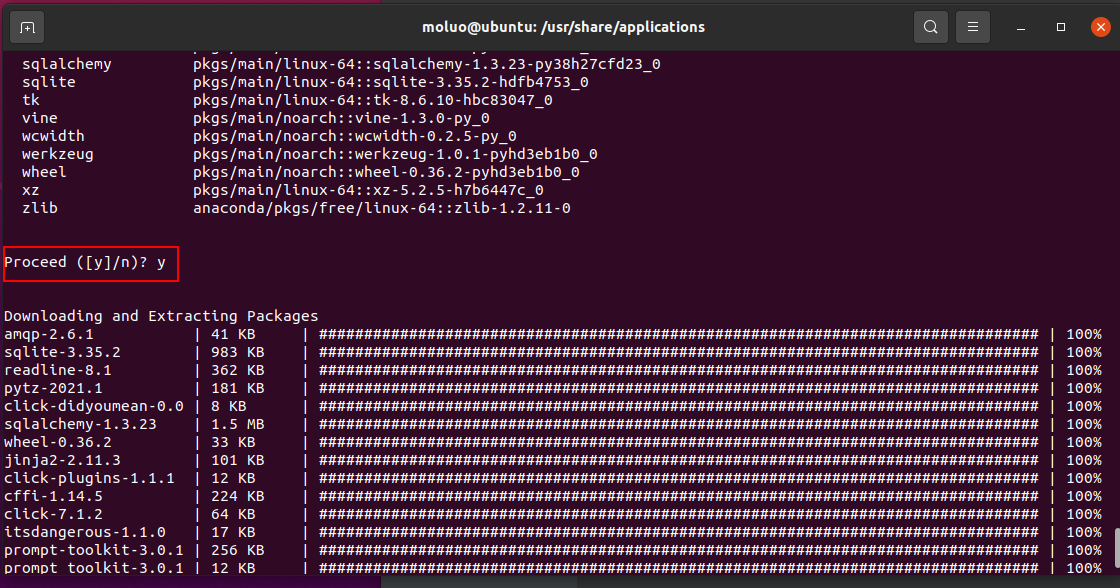 moluo@ubuntu: /usr/share/applications
sqlalchemy pkgs/main/linux-64::sqlalchemy-1.3.23-py38h27cfd23_0
sqlite pkgs/main/linux-64::sqlite-3.35.2-hdfb4753_0
tk pkgs/main/linux-64::tk-8.6.10-hbc83047_0
vine pkgs/main/noarch::vine-1.3.0-py_0
wcwidth pkgs/main/noarch::wcwidth-0.2.5-py_0
werkzeug pkgs/main/noarch::werkzeug-1.0.1-pyhd3eb1b0_0
wheel pkgs/main/noarch::wheel-0.36.2-pyhd3eb1b0_0
xz pkgs/main/linux-64::xz-5.2.5-h7b6447c_0
zlib anaconda/pkgs/free/linux-64::zlib-1.2.11-0
Proceed ([y]/n)? y
Downloading and Extracting Packages
amqp-2.6.1 | 41 KB | ################################################################################ | 100%
sqlite-3.35.2 | 983 KB | ################################################################################ | 100%
readline-8.1 | 362 KB | ################################################################################ | 100%
pytz-2021.1 | 181 KB | ################################################################################ | 100%
click-didyoumean-0.0 | 8 KB | ################################################################################ | 100%
sqlalchemy-1.3.23 | 1.5 MB | ################################################################################ | 100%
wheel-0.36.2 | 33 KB | ################################################################################ | 100%
jinja2-2.11.3 | 101 KB | ################################################################################ | 100%
click-plugins-1.1.1 | 12 KB | ################################################################################ | 100%
cffi-1.14.5 | 224 KB | ################################################################################ | 100%
click-7.1.2 | 64 KB | ################################################################################ | 100%
itsdangerous-1.1.0 | 17 KB | ################################################################################ | 100%
prompt-toolkit-3.0.1 | 256 KB | ################################################################################ | 100%
prompt_toolkit-3.0.1 | 12 KB | ################################################################################ | 100%